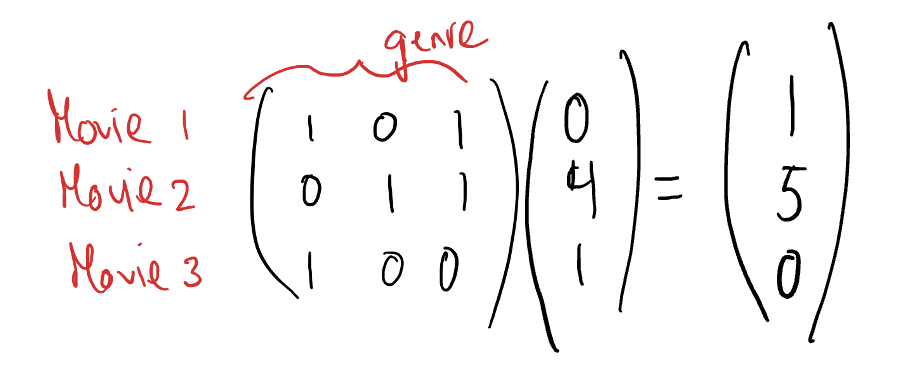 genre
Movie 1 ( 1 0 1 ) ( 0 ) ( 1 )
Movie 2 ( 0 1 1 ) ( 4 ) = ( 5 )
Movie 3 ( 1 0 0 ) ( 1 ) ( 0 )